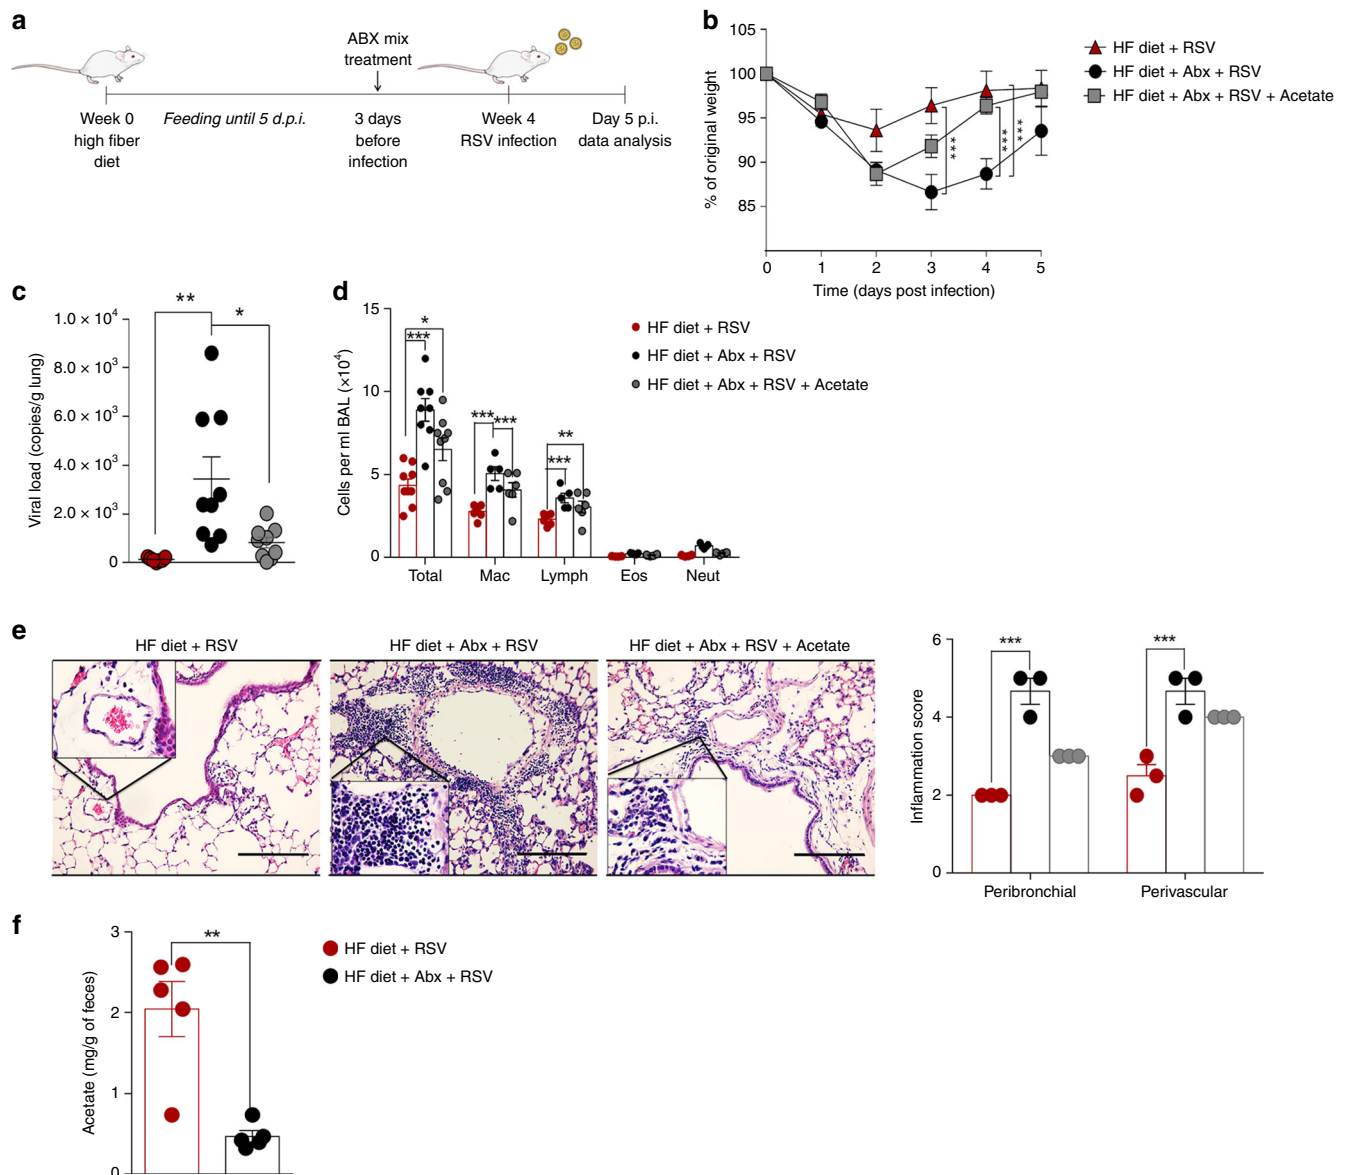 a
ABX mix
treatment
Week 0
high fiber
diet
Feeding until 5 d.p.i.
3 days
before
infection
Week 4
RSV infection
Day 5 p.i.
data analysis
b
105
100
95
90
85
% of original weight
0 1 2 3 4 5
Time (days post infection)
***
***
***
HF diet + RSV
HF diet + Abx + RSV
HF diet + Abx + RSV + Acetate
c
Viral load (copies/g lung)
1.0 × 10⁴
8.0 × 10³
6.0 × 10³
4.0 × 10³
2.0 × 10³
0
**
*
d
Cells per ml BAL (×10⁴)
15
10
5
0
*
***
*** ***
**
***
Total Mac Lymph Eos Neut
HF diet + RSV
HF diet + Abx + RSV
HF diet + Abx + RSV + Acetate
e
HF diet + RSV
HF diet + Abx + RSV
HF diet + Abx + RSV + Acetate
Inflammation score
6
4
2
0
***
***
Peribronchial Perivascular
f
Acetate (mg/g of feces)
3
2
1
0
**
HF diet + RSV
HF diet + Abx + RSV